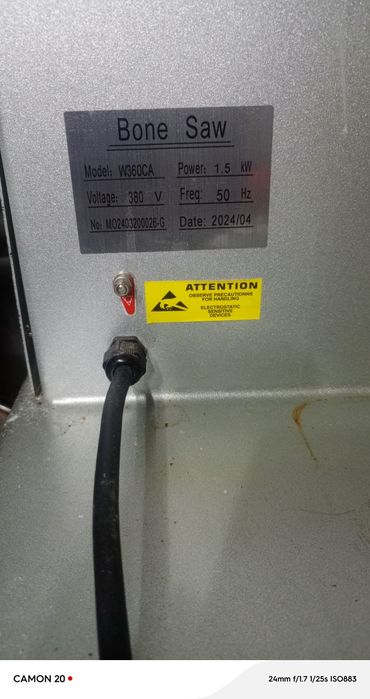 Bone Saw
Model: W360CA Power: 1.5 kW
Voltage: 380 V Freq: 50 Hz
No: MO2403200026-G Date: 2024/04
ATTENTION
OBSERVE PRECAUTIONNS
FOR HANDLING
ELECTROSTATIC
SENSITIVE
DEVICES
CAMON 20
24mm f/1.7 1/25s ISO883